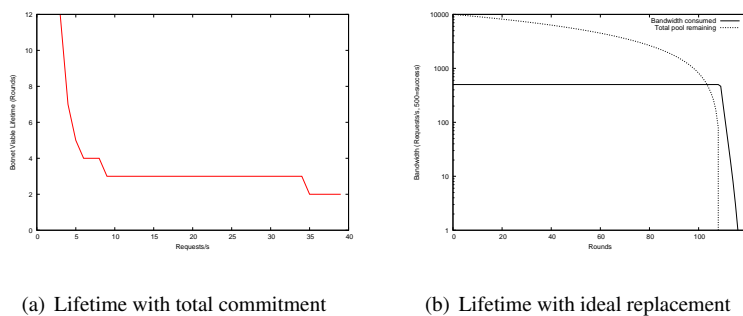 12
10
8
6
4
2
0
Botnet Viable Lifetime (Rounds)
0 5 10 15 20 25 30 35 40
Requests/s
(a) Lifetime with total commitment
10000
1000
100
10
1
Bandwidth (Requests/s, 500=success)
Bandwidth consumed
Total pool remaining
0 20 40 60 80 100
Rounds
(b) Lifetime with ideal replacement